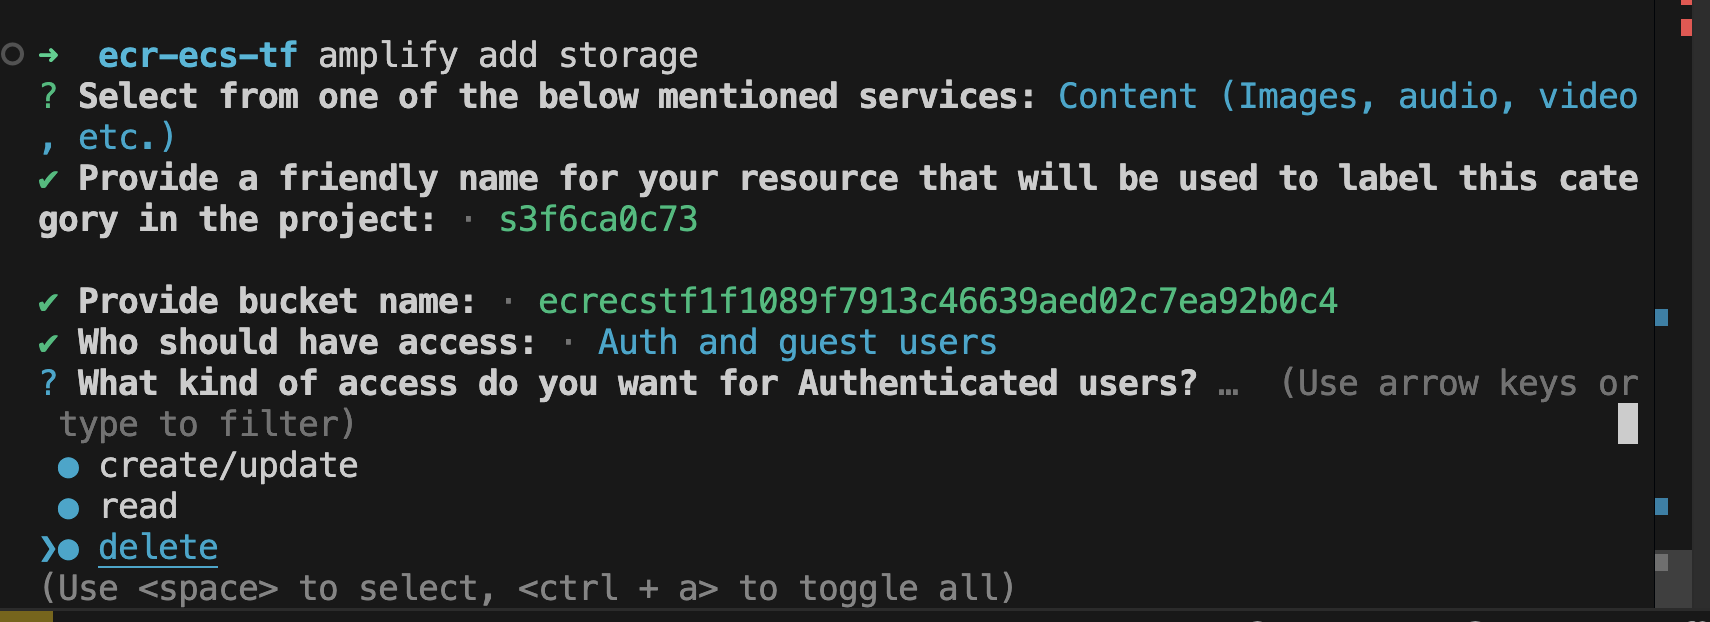 ➜  ecr-ecs-tf amplify add storage
? Select from one of the below mentioned services: Content (Images, audio, video
, etc.)
✔ Provide a friendly name for your resource that will be used to label this cate
gory in the project: · s3f6ca0c73
✔ Provide bucket name: · ecrecstf1f1089f7913c46639aed02c7ea92b0c4
✔ Who should have access: · Auth and guest users
? What kind of access do you want for Authenticated users? …  (Use arrow keys or
type to filter)
● create/update
● read
❯● delete
(Use <space> to select, <ctrl + a> to toggle all)